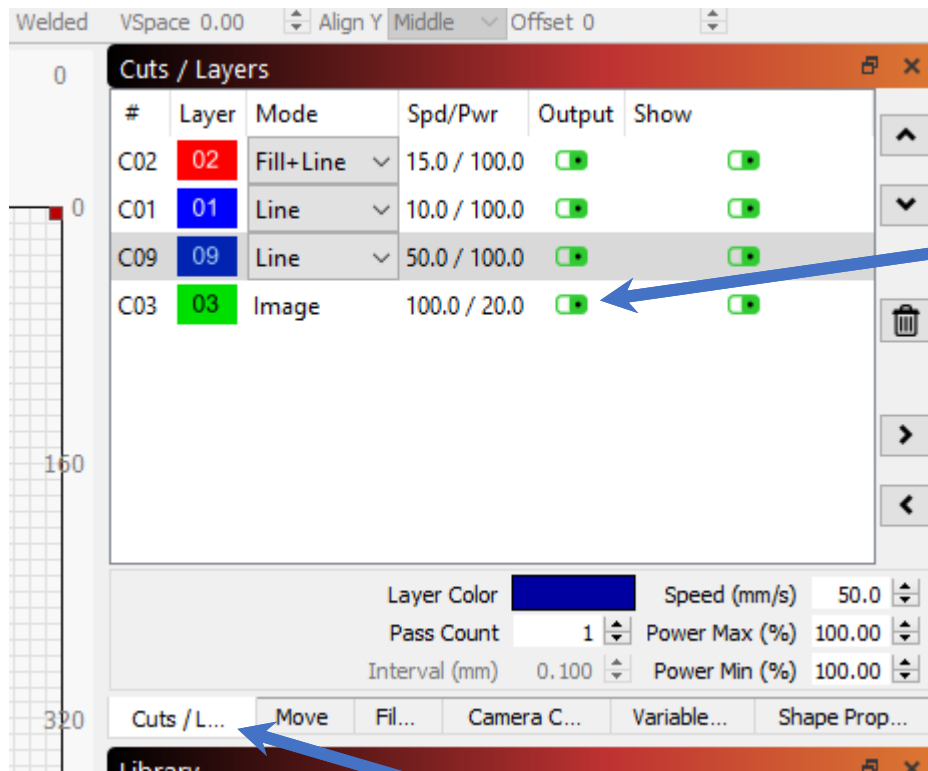 Welded VSpace 0.00 Align Y Middle Offset 0
0 Cuts / Layers
# Layer Mode Spd/Pwr Output Show
C02 02 Fill+Line 15.0 / 100.0
0 C01 01 Line 10.0 / 100.0
C09 09 Line 50.0 / 100.0
C03 03 Image 100.0 / 20.0
160
Layer Color Speed (mm/s) 50.0
Pass Count 1 Power Max (%) 100.00
Interval (mm) 0.100 Power Min (%) 100.00
320 Cuts / L... Move Fil... Camera C... Variable... Shape Prop...
Library